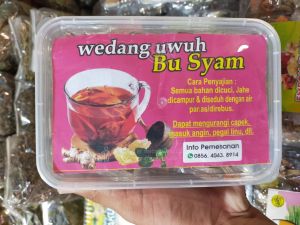 wedang uwuh
Bu Syam
Cara Penyajian :
Semua bahan dicuci, Jahe
dicampur & diseduh dengan air
panas/direbus.
Dapat mengurangi capek,
masuk angin, pegal linu, dll.
Info Pemesanan
0856. 4943. 8914